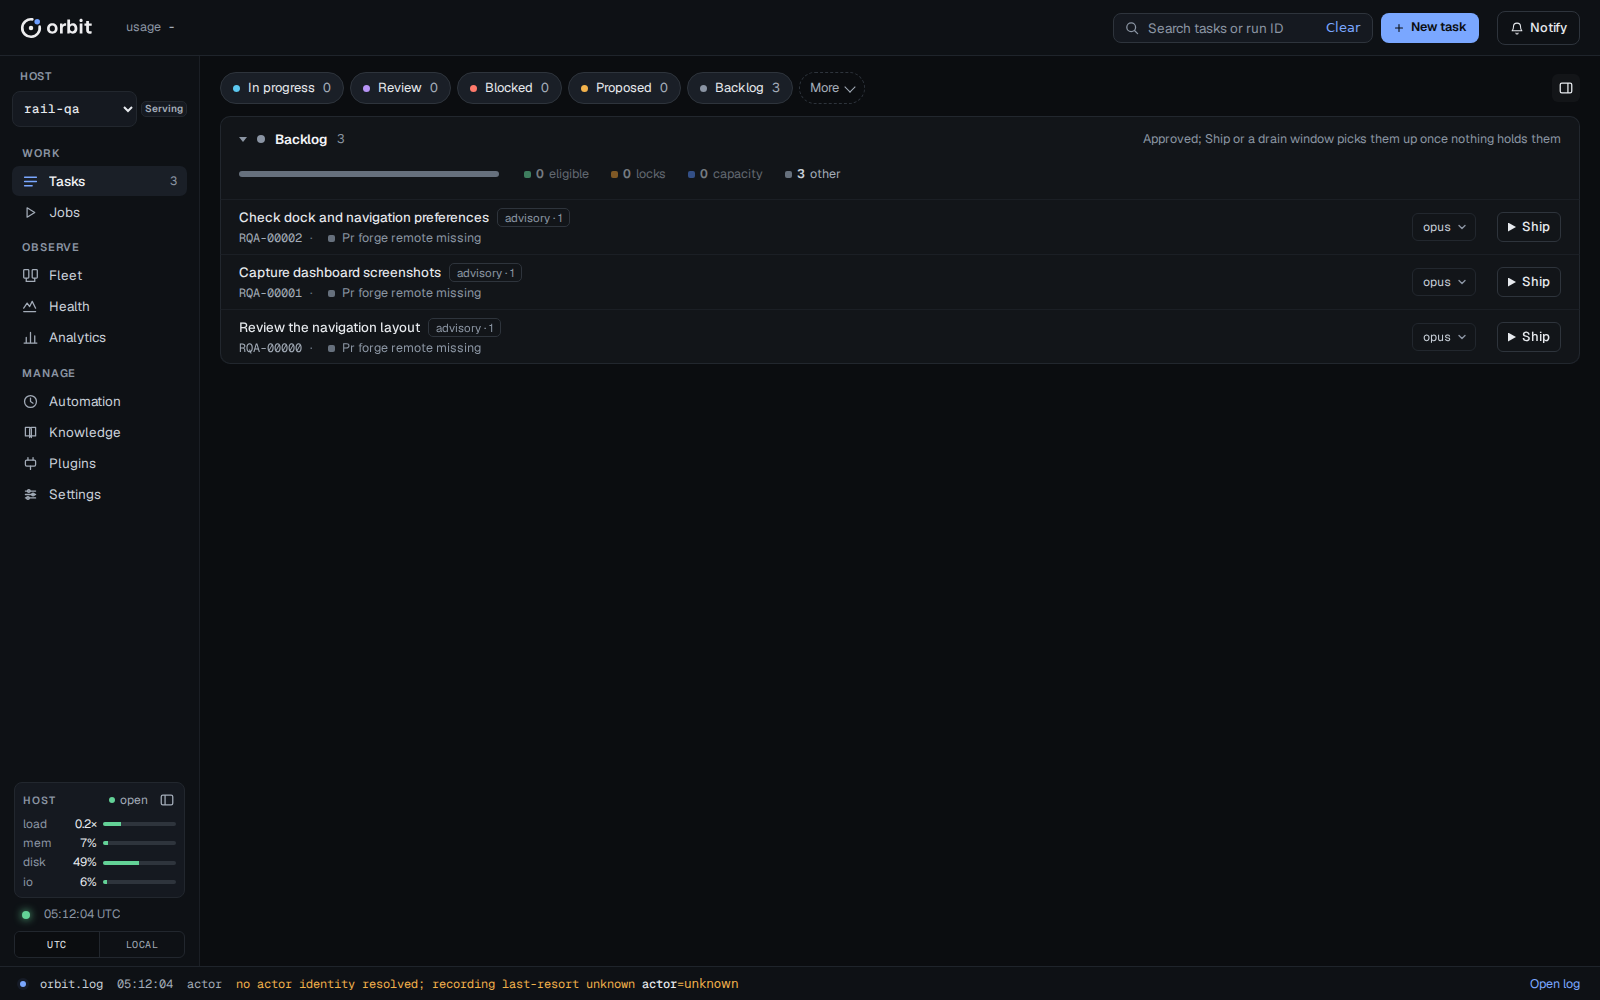 orbit
usage -
Search tasks or run ID Clear
+ New task
Notify
HOST
rail-qa Serving
WORK
Tasks 3
Jobs
OBSERVE
Fleet
Health
Analytics
MANAGE
Automation
Knowledge
Plugins
Settings
In progress 0 Review 0 Blocked 0 Proposed 0 Backlog 3 More
Backlog 3 Approved; Ship or a drain window picks them up once nothing holds them
0 eligible 0 locks 0 capacity 3 other
Check dock and navigation preferences advisory · 1
RQA-00002 · Pr forge remote missing
opus Ship
Capture dashboard screenshots advisory · 1
RQA-00001 · Pr forge remote missing
opus Ship
Review the navigation layout advisory · 1
RQA-00000 · Pr forge remote missing
opus Ship
HOST open
load 0.2×
mem 7%
disk 49%
io 6%
05:12:04 UTC
UTC LOCAL
orbit.log 05:12:04 actor no actor identity resolved; recording last-resort unknown actor=unknown Open log